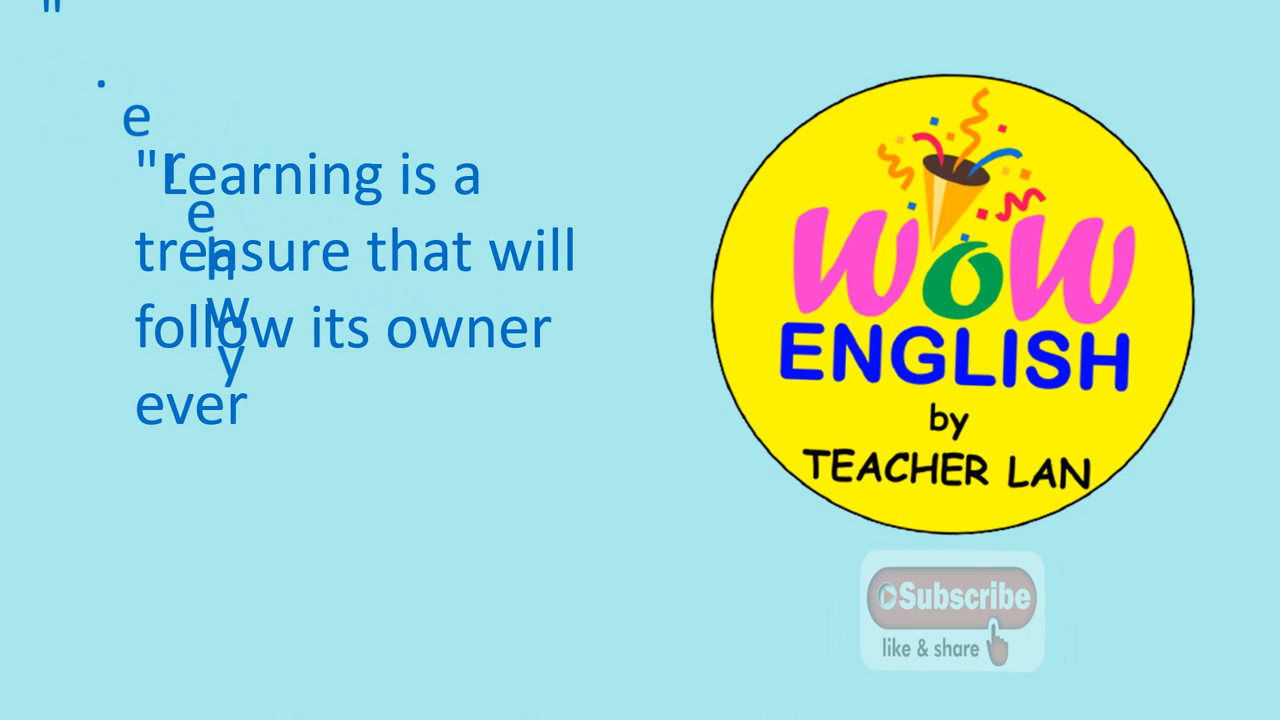 "Learning is a
treasure that will
follow its owner
ever
y
w
h
e
r
e
.
"
WOW
ENGLISH
by
TEACHER LAN
Subscribe
like & share